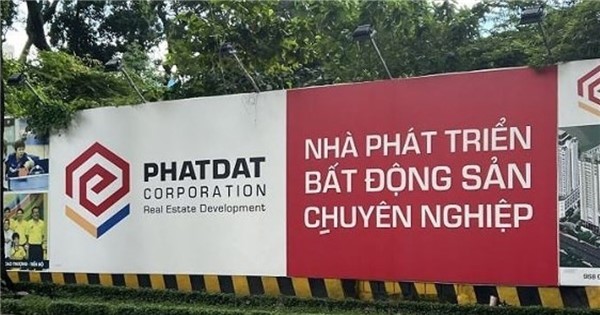 PHATDAT
CORPORATION
Real Estate Development
NHÀ PHÁT TRIỂN
BẤT ĐỘNG SẢN
CHUYÊN NGHIỆP